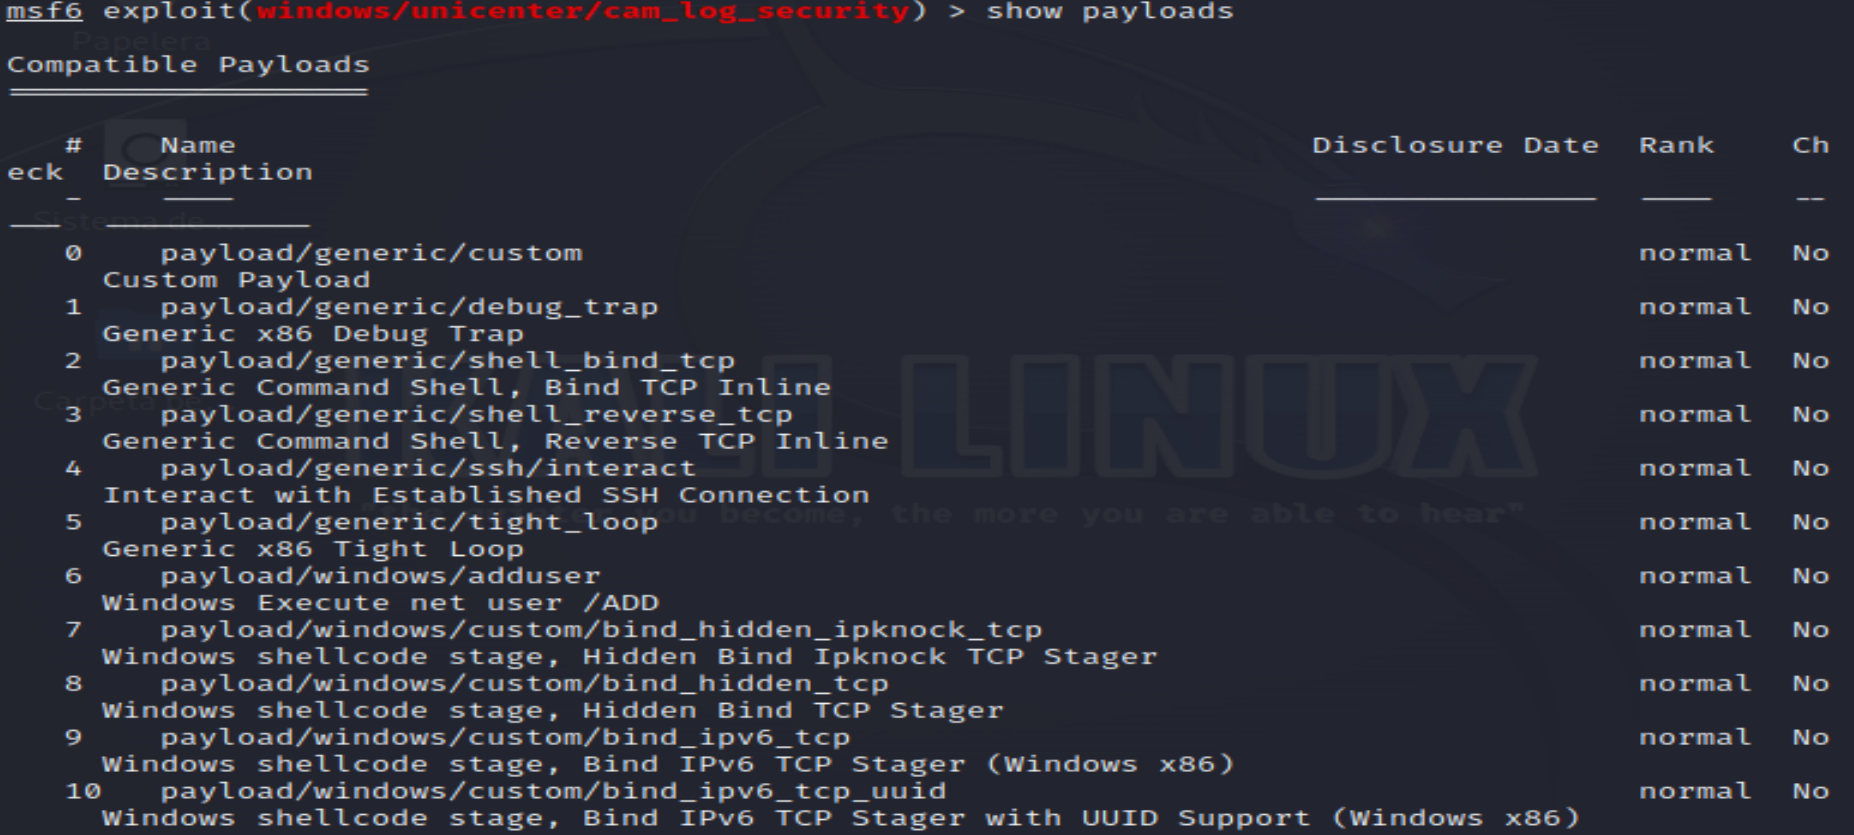 msf6 exploit(windows/unicenter/cam_log_security) > show payloads
Papelera
Compatible Payloads
===================
# Name Disclosure Date Rank Ch
eck Description
- ---- --------------- ---- --
--- -----------
Sistema de
0 payload/generic/custom normal No
Custom Payload
1 payload/generic/debug_trap normal No
Generic x86 Debug Trap
2 payload/generic/shell_bind_tcp normal No
Generic Command Shell, Bind TCP Inline
Carpeta
3 payload/generic/shell_reverse_tcp normal No
Generic Command Shell, Reverse TCP Inline
KALI LINUX
4 payload/generic/ssh/interact normal No
Interact with Established SSH Connection
"the quieter you become, the more you are able to hear"
5 payload/generic/tight_loop normal No
Generic x86 Tight Loop
6 payload/windows/adduser normal No
Windows Execute net user /ADD
7 payload/windows/custom/bind_hidden_ipknock_tcp normal No
Windows shellcode stage, Hidden Bind Ipknock TCP Stager
8 payload/windows/custom/bind_hidden_tcp normal No
Windows shellcode stage, Hidden Bind TCP Stager
9 payload/windows/custom/bind_ipv6_tcp normal No
Windows shellcode stage, Bind IPv6 TCP Stager (Windows x86)
10 payload/windows/custom/bind_ipv6_tcp_uuid normal No
Windows shellcode stage, Bind IPv6 TCP Stager with UUID Support (Windows x86)